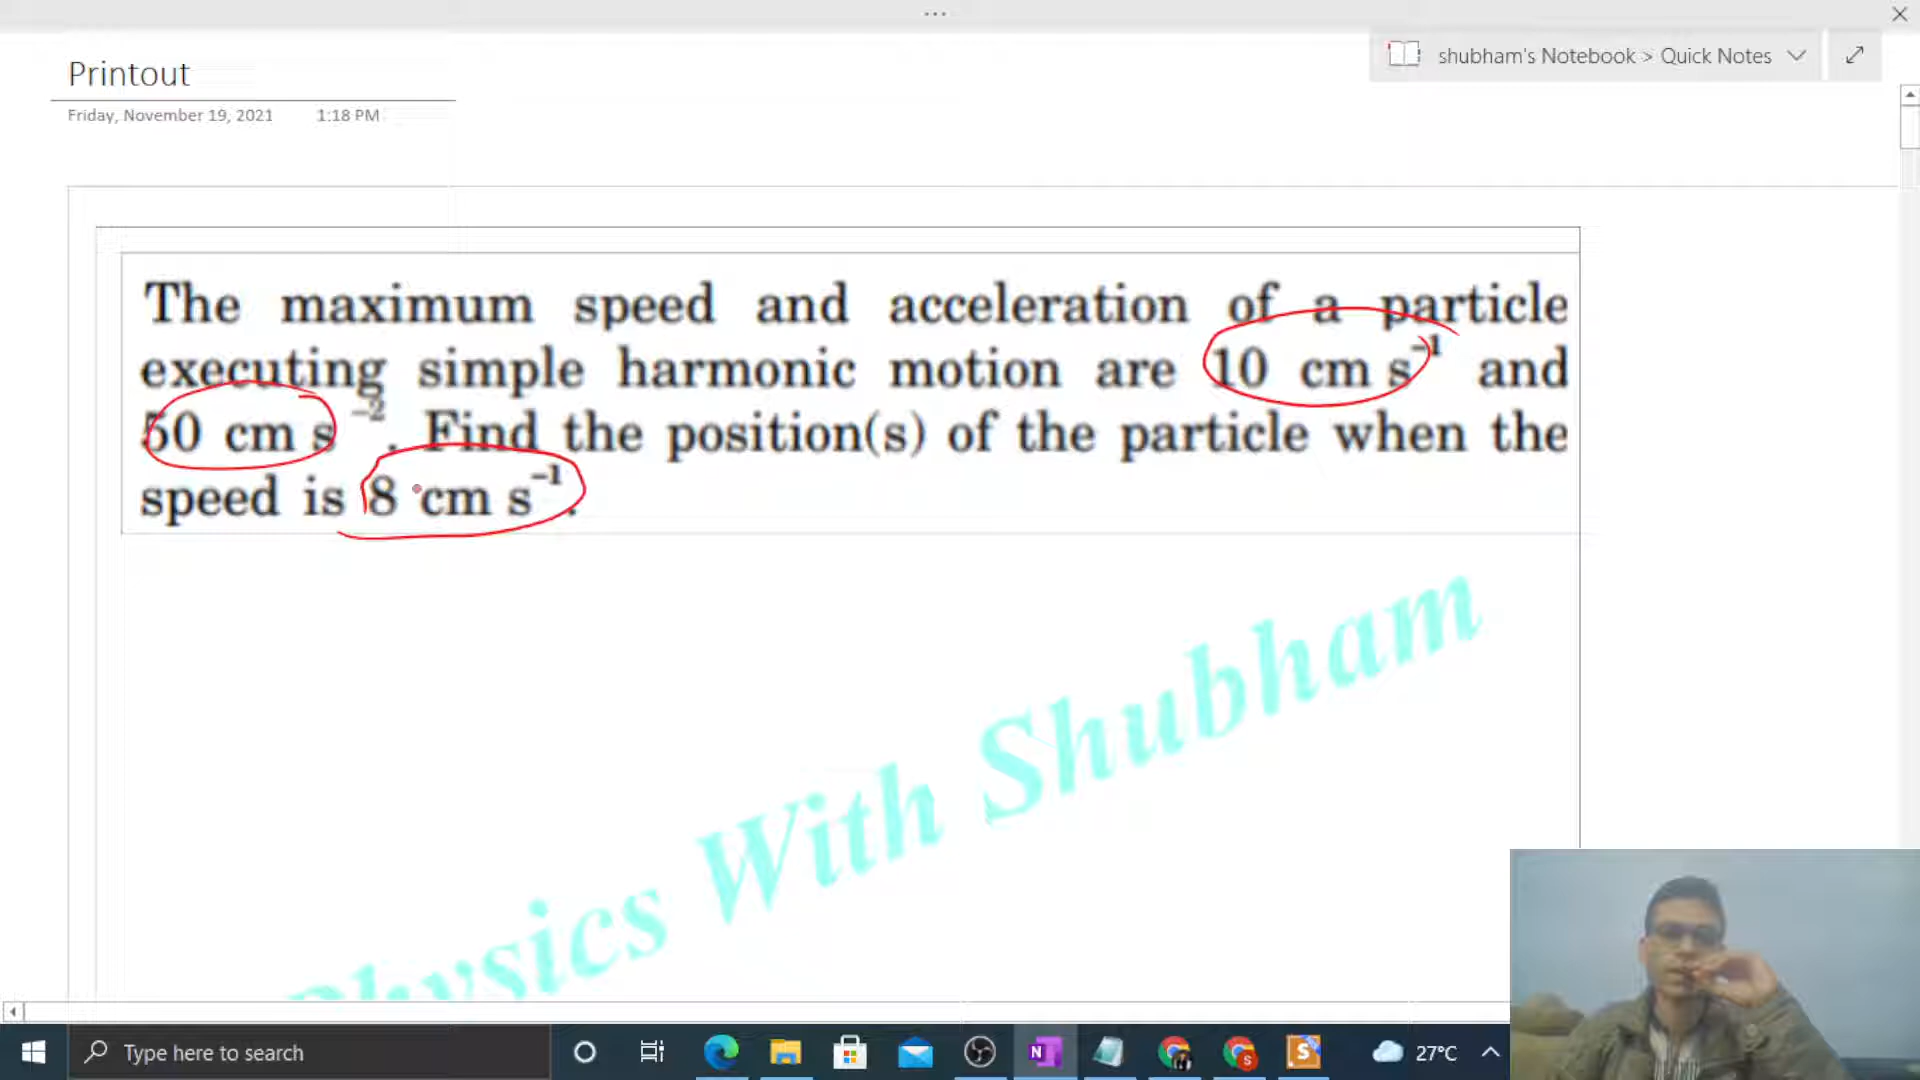 ...
shubham's Notebook > Quick Notes
Printout
Friday, November 19, 2021 1:18 PM
The maximum speed and acceleration of a particle
executing simple harmonic motion are 10 cm s⁻¹ and
50 cm s⁻². Find the position(s) of the particle when the
speed is 8 cm s⁻¹.
Physics With Shubham
Type here to search
27°C